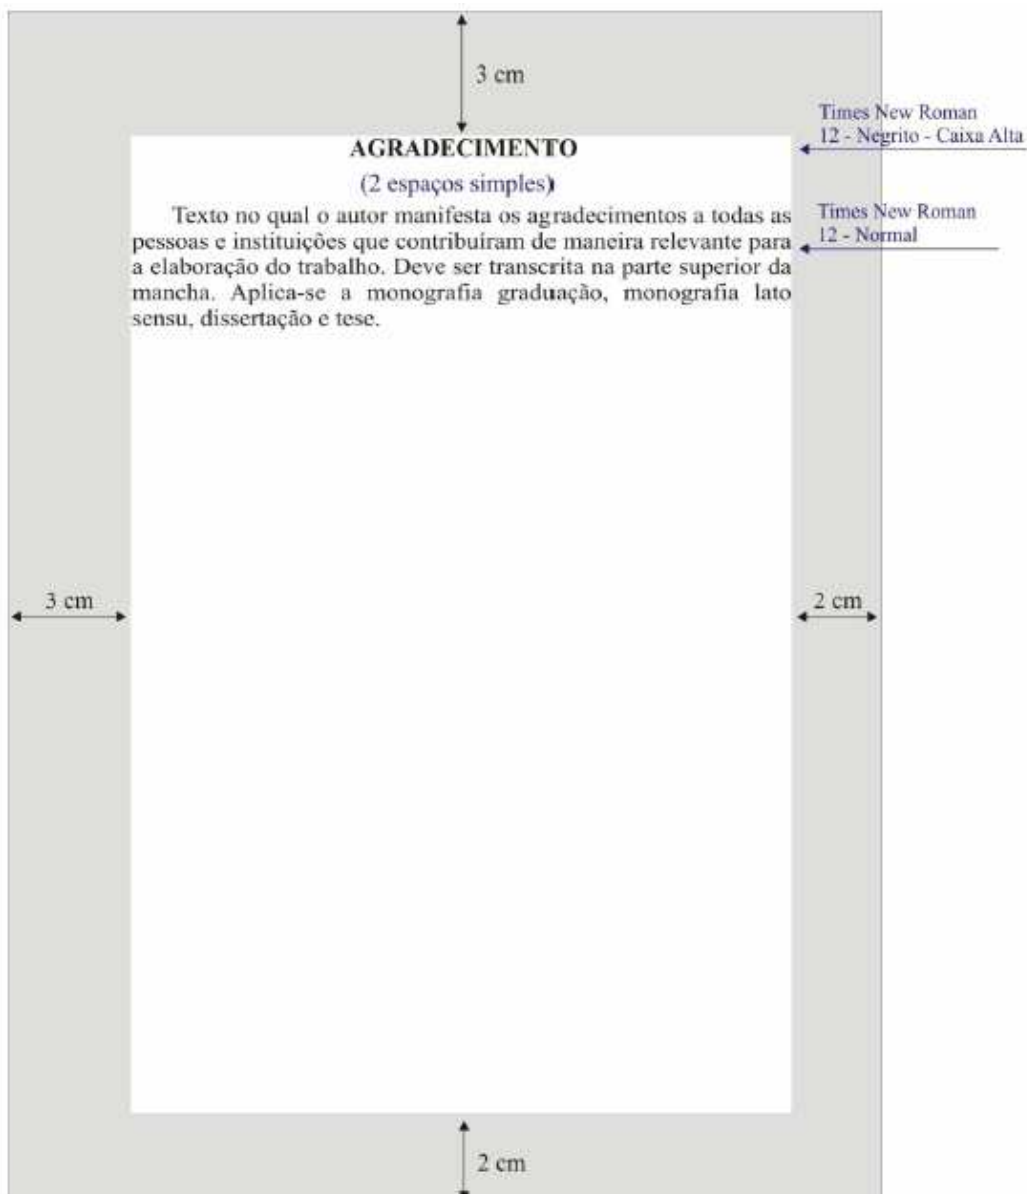 3 cm
Times New Roman
12 - Negrito - Caixa Alta
AGRADECIMENTO
(2 espaços simples)
Times New Roman
12 - Normal
Texto no qual o autor manifesta os agradecimentos a todas as
pessoas e instituições que contribuíram de maneira relevante para
a elaboração do trabalho. Deve ser transcrita na parte superior da
mancha. Aplica-se a monografia graduação, monografia lato
sensu, dissertação e tese.
3 cm
2 cm
2 cm